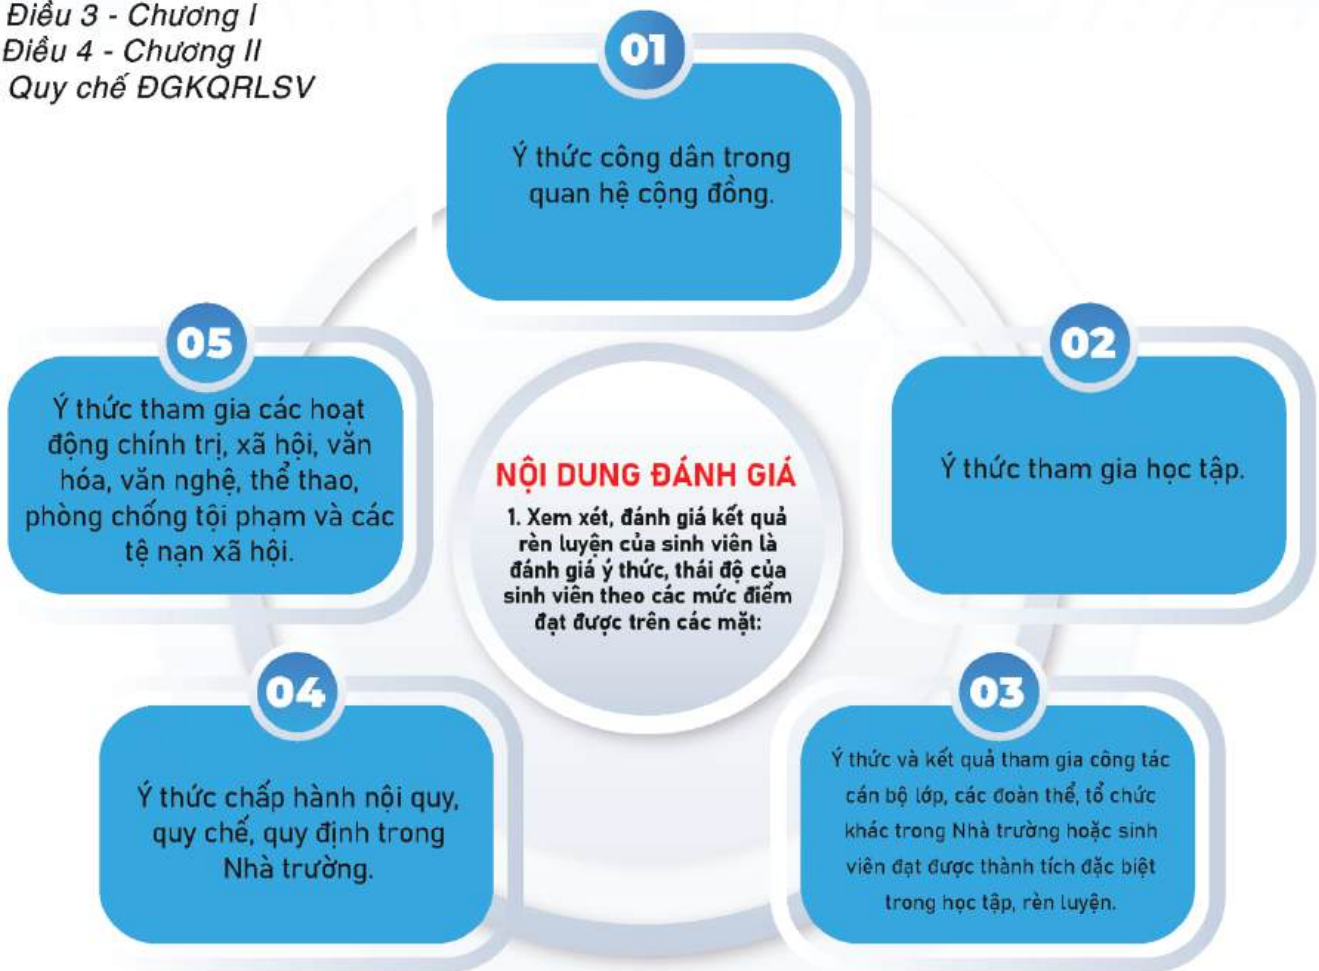 Điều 3 - Chương I
Điều 4 - Chương II
Quy chế ĐGKQRLSV
01
Ý thức công dân trong
quan hệ cộng đồng.
05
Ý thức tham gia các hoạt
động chính trị, xã hội, văn
hóa, văn nghệ, thể thao,
phòng chống tội phạm và các
tệ nạn xã hội.
02
Ý thức tham gia học tập.
NỘI DUNG ĐÁNH GIÁ
1. Xem xét, đánh giá kết quả
rèn luyện của sinh viên là
đánh giá ý thức, thái độ của
sinh viên theo các mức điểm
đạt được trên các mặt:
04
Ý thức chấp hành nội quy,
quy chế, quy định trong
Nhà trường.
03
Ý thức và kết quả tham gia công tác
cán bộ lớp, các đoàn thể, tổ chức
khác trong Nhà trường hoặc sinh
viên đạt được thành tích đặc biệt
trong học tập, rèn luyện.